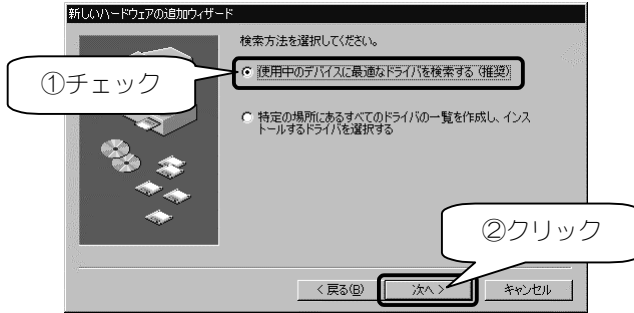 新しいハードウェアの追加ウィザード
検索方法を選択してください。
①チェック
使用中のデバイスに最適なドライバを検索する (推奨)
特定の場所にあるすべてのドライバの一覧を作成し、インス
トールするドライバを選択する
②クリック
< 戻る(B)
次へ >
キャンセル